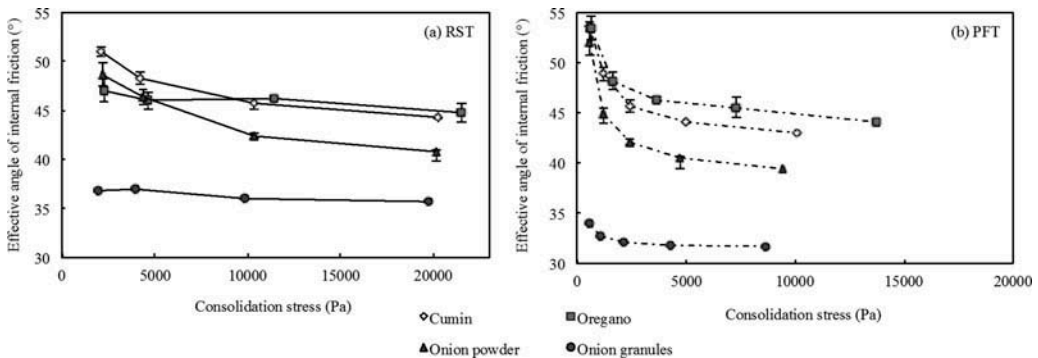 (a) RST
Effective angle of internal friction (°)
55
50
45
40
35
30
0 5000 10000 15000 20000
Consolidation stress (Pa)
(b) PFT
Effective angle of internal friction (°)
55
50
45
40
35
30
0 5000 10000 15000 20000
Consolidation stress (Pa)
Cumin Oregano
Onion powder Onion granules